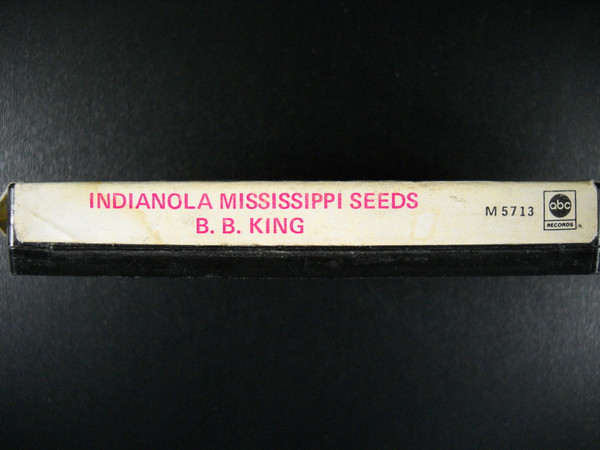 INDIANOLA MISSISSIPPI SEEDS
B. B. KING
M 5713
abc
RECORDS